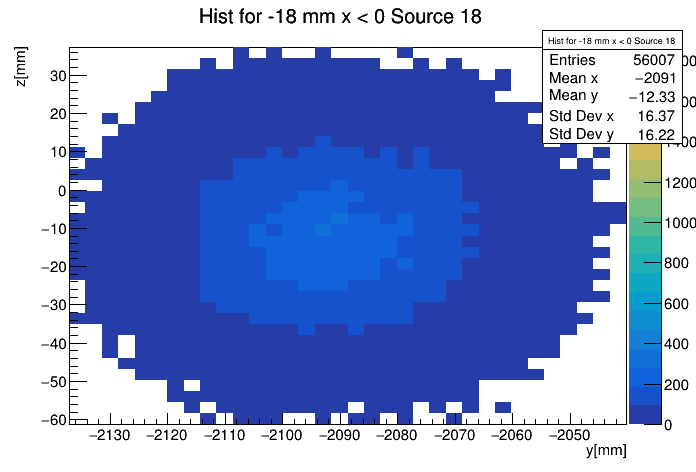 Hist for -18 mm x < 0 Source 18
Hist for -18 mm x < 0 Source 18
Entries 56007
Mean x −2091
Mean y −12.33
Std Dev x 16.37
Std Dev y 16.22
z[mm]
30
20
10
0
−10
−20
−30
−40
−50
−60
−2130 −2120 −2110 −2100 −2090 −2080 −2070 −2060 −2050
y[mm]
1200
1000
800
600
400
200
0